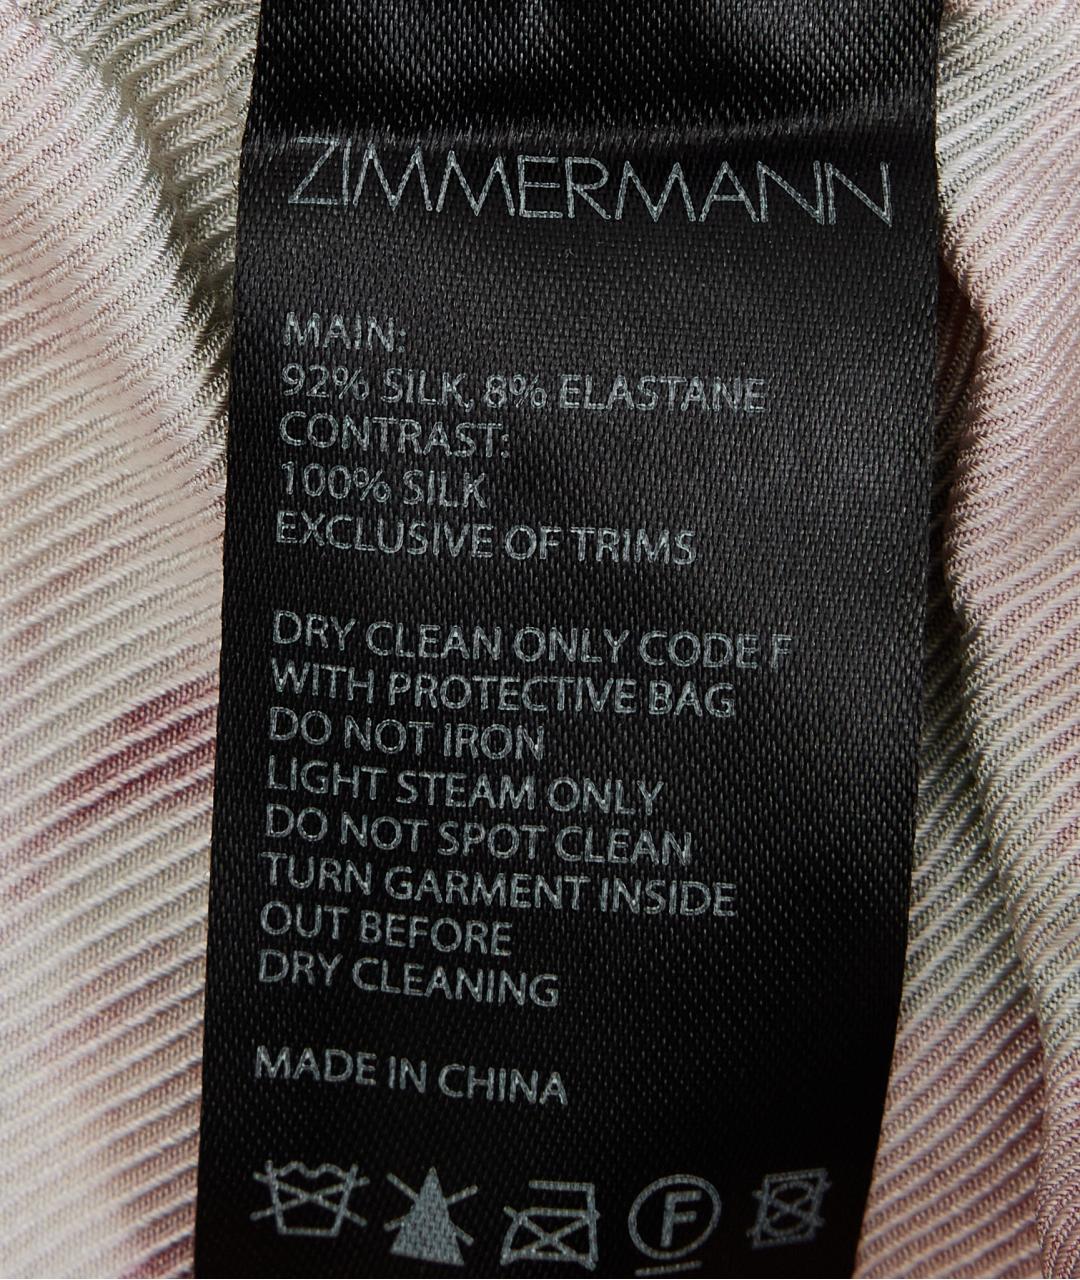 ZIMMERMANN
MAIN:
92% SILK, 8% ELASTANE
CONTRAST:
100% SILK
EXCLUSIVE OF TRIMS
DRY CLEAN ONLY CODE F
WITH PROTECTIVE BAG
DO NOT IRON
LIGHT STEAM ONLY
DO NOT SPOT CLEAN
TURN GARMENT INSIDE
OUT BEFORE
DRY CLEANING
MADE IN CHINA
F